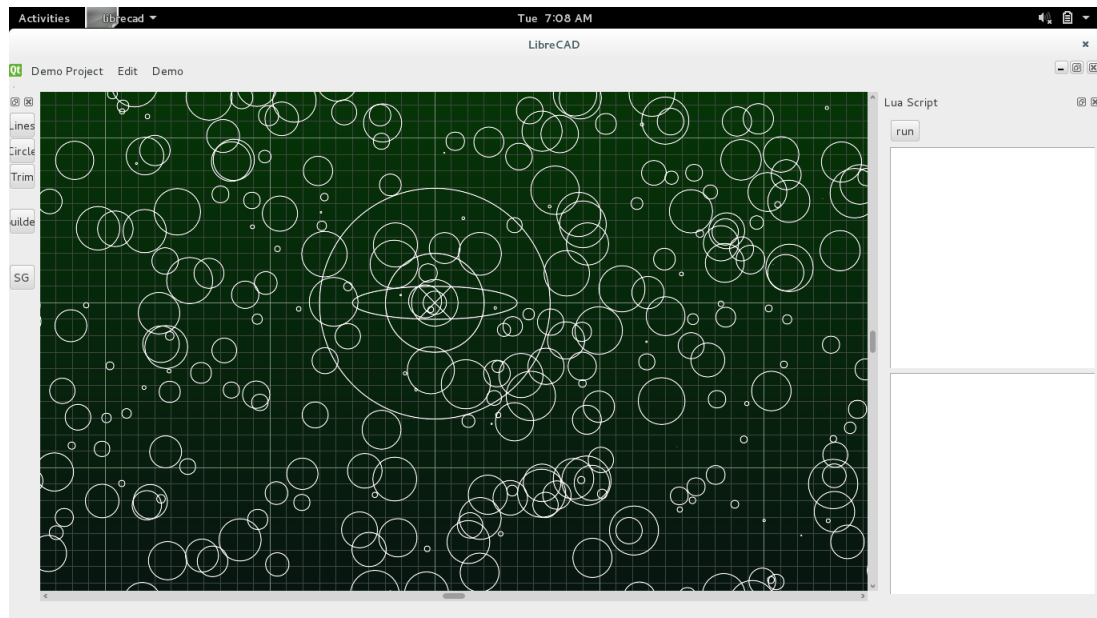 Activities librecad Tue 7:08 AM
LibreCAD
Qt Demo Project Edit Demo
Lua Script
Lines
Circle
Trim
uilde
SG
run